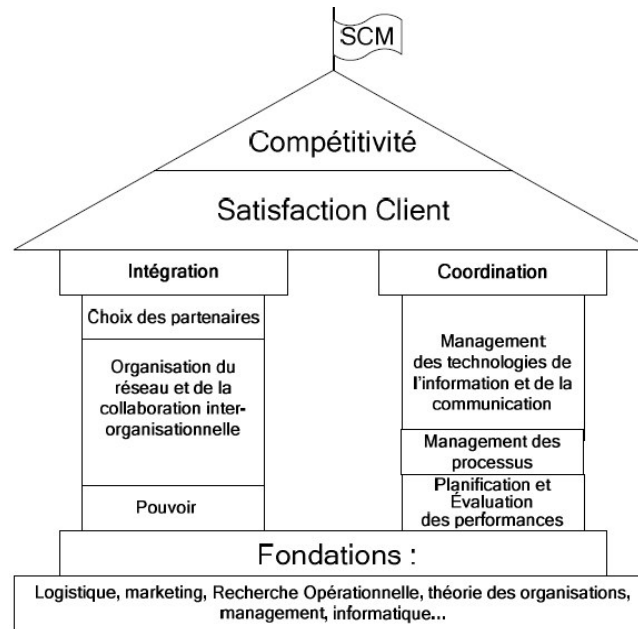 SCM
Compétitivité
Satisfaction Client
Intégration
Choix des partenaires
Organisation du
réseau et de la
collaboration inter-
organisationnelle
Pouvoir
Coordination
Management
des technologies de
l'information et de la
communication
Management des
processus
Planification et
Évaluation
des performances
Fondations :
Logistique, marketing, Recherche Opérationnelle, théorie des organisations,
management, informatique...